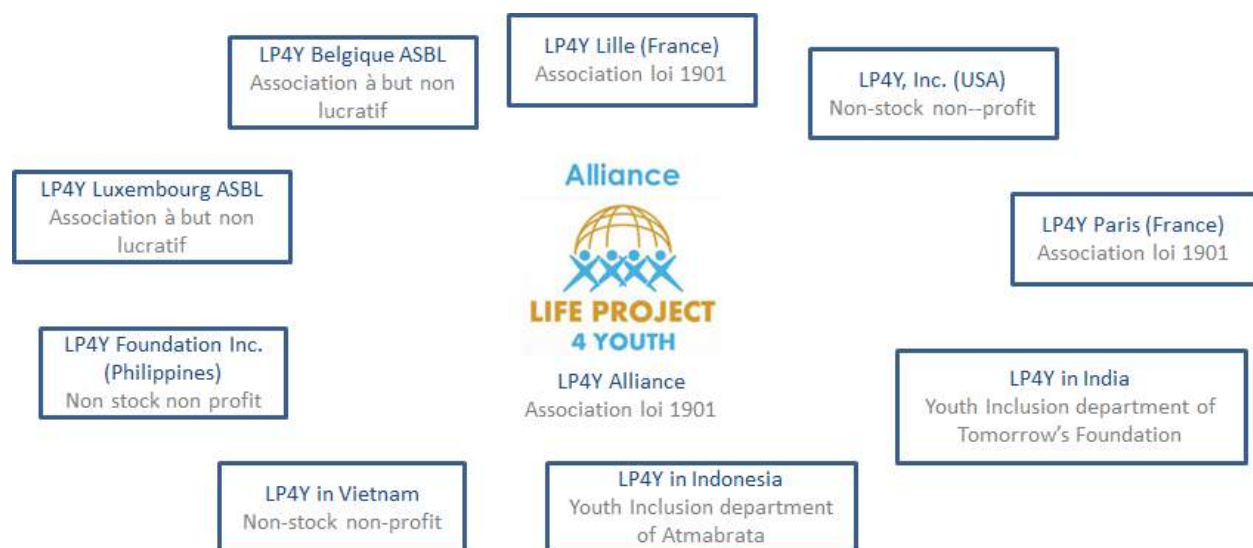 LP4Y Belgique ASBL
Association à but non
lucratif
LP4Y Lille (France)
Association loi 1901
LP4Y, Inc. (USA)
Non-stock non--profit
LP4Y Luxembourg ASBL
Association à but non
lucratif
Alliance
LIFE PROJECT
4 YOUTH
LP4Y Alliance
Association loi 1901
LP4Y Paris (France)
Association loi 1901
LP4Y Foundation Inc.
(Philippines)
Non stock non profit
LP4Y in India
Youth Inclusion department of
Tomorrow's Foundation
LP4Y in Vietnam
Non-stock non-profit
LP4Y in Indonesia
Youth Inclusion department
of Atmabrata